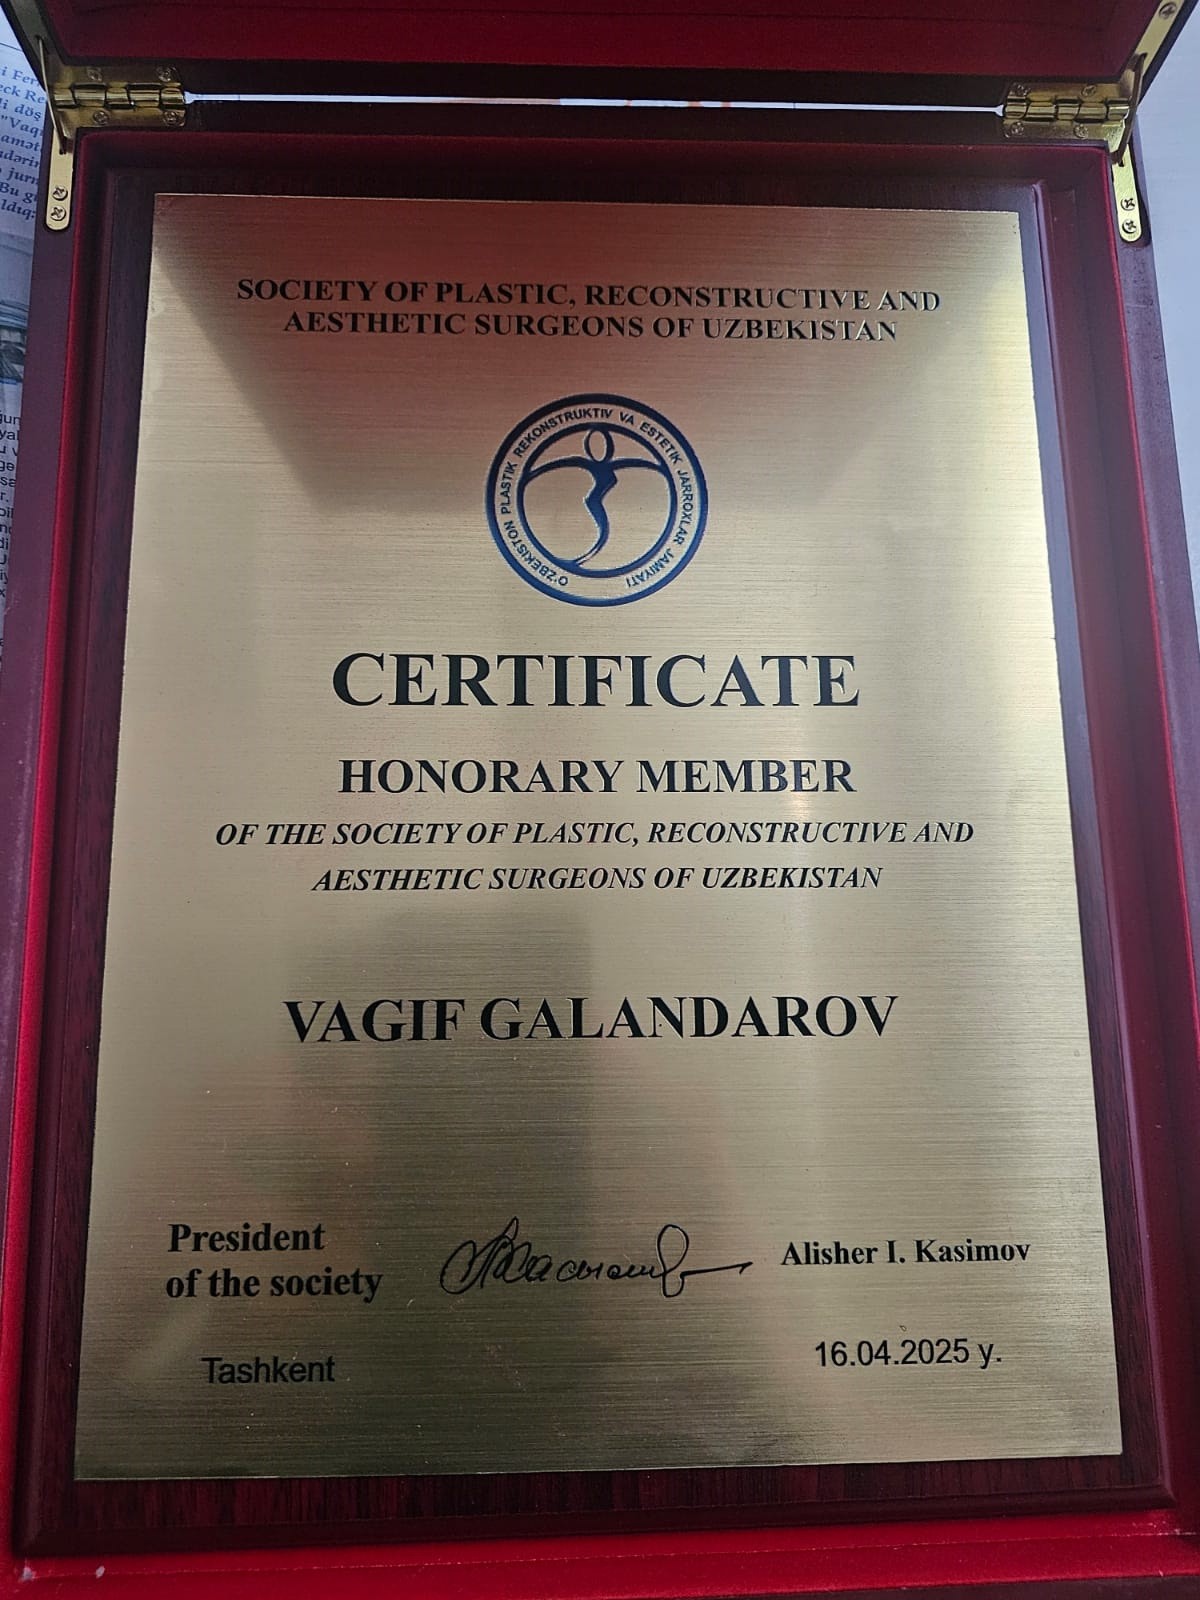 SOCIETY OF PLASTIC, RECONSTRUCTIVE AND
AESTHETIC SURGEONS OF UZBEKISTAN
O'ZBEKISTON PLASTIK REKONSTRUKTIV VA ESTETIK JARROXLAR JAMIYATI
CERTIFICATE
HONORARY MEMBER
OF THE SOCIETY OF PLASTIC, RECONSTRUCTIVE AND
AESTHETIC SURGEONS OF UZBEKISTAN
VAGIF GALANDAROV
President
of the society
Alisher I. Kasimov
Tashkent
16.04.2025 y.